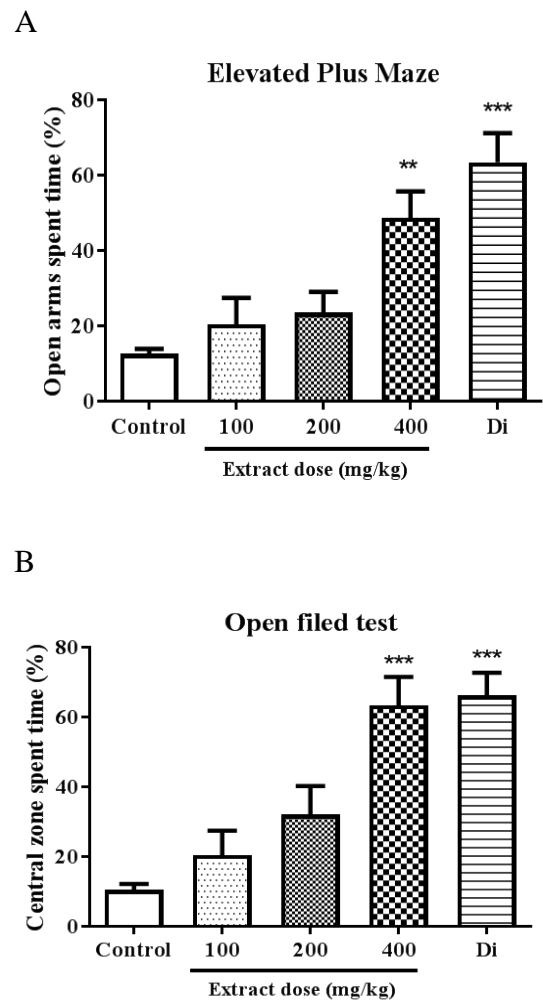 A
Elevated Plus Maze
Open arms spent time (%)
80
60
40
20
0
**
***
Control 100 200 400 Di
Extract dose (mg/kg)
B
Open filed test
Central zone spent time (%)
80
60
40
20
0
***
***
Control 100 200 400 Di
Extract dose (mg/kg)